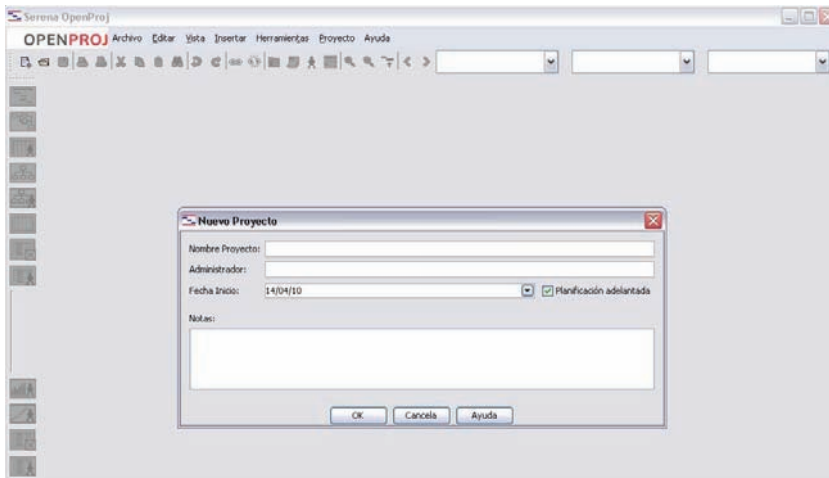 Serena OpenProj
OPENPROJ Archivo Editar Vista Insertar Herramientas Proyecto Ayuda
Nuevo Proyecto
Nombre Proyecto:
Administrador:
Fecha Inicio: 14/04/10 Planificación adelantada
Notas:
OK Cancela Ayuda